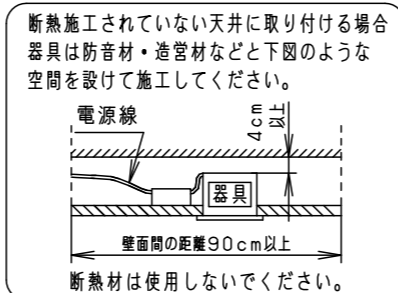 断熱施工されていない天井に取り付ける場合
器具は防音材・造営材などと下図のような
空間を設けて施工してください。
電源線
4cm
以上
器具
壁面間の距離90cm以上
断熱材は使用しないでください。